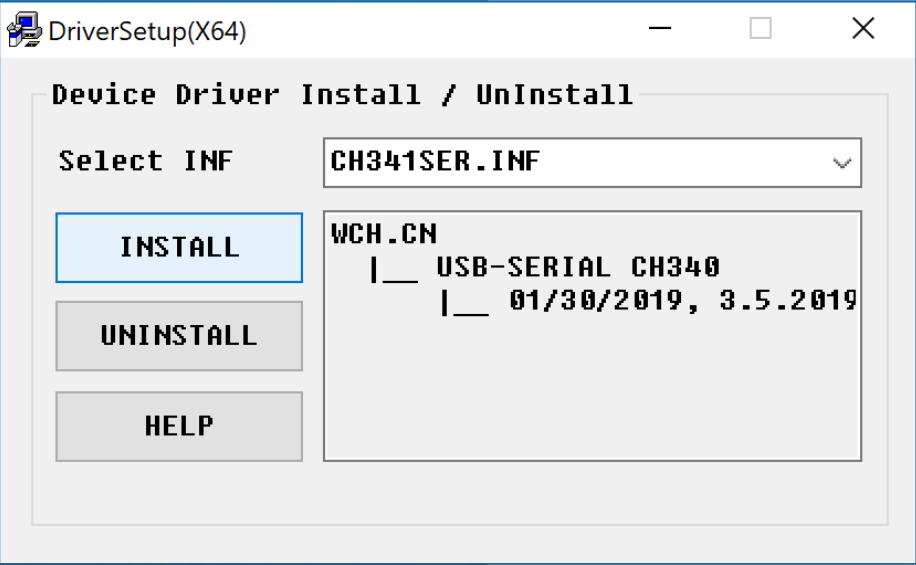 DriverSetup(X64)
Device Driver Install / UnInstall
Select INF
CH341SER.INF
INSTALL
UNINSTALL
HELP
WCH.CN
|__ USB-SERIAL CH340
|__ 01/30/2019, 3.5.2019